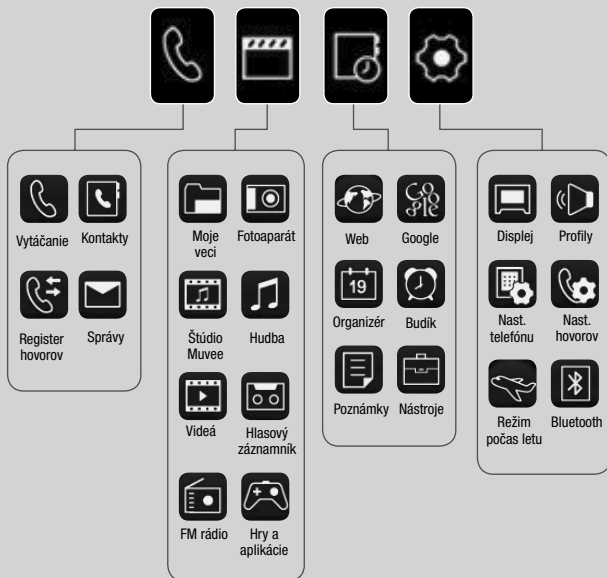 Vytáčanie
Kontakty
Register
hovorov
Správy
Moje
veci
Fotoaparát
Štúdio
Muvee
Hudba
Videá
Hlasový
záznamník
FM rádio
Hry a
aplikácie
Web
Google
Google
19
Organizér
Budík
Poznámky
Nástroje
Displej
Profily
Nast.
telefónu
Nast.
hovorov
Režim
počas letu
Bluetooth